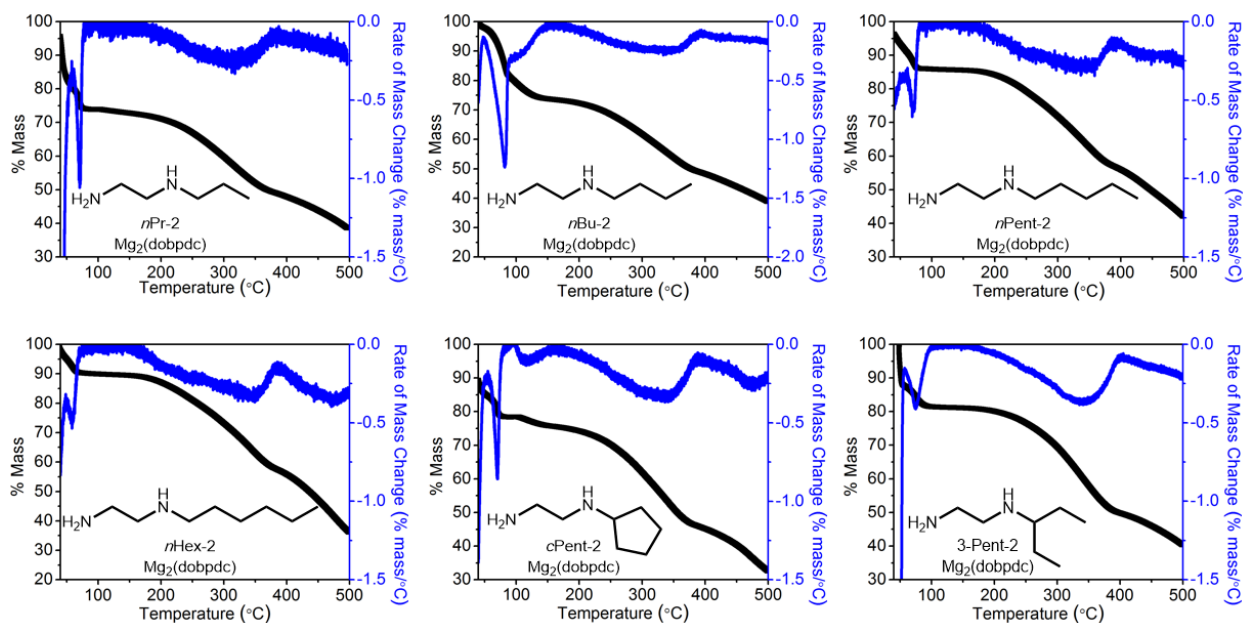 100
90
80
70
60
50
40
30
% Mass
0.0
-0.5
-1.0
-1.5
Rate of Mass Change (% mass/°C)
H
N
H₂N
nPr-2
Mg₂(dobpdc)
100 200 300 400 500
Temperature (°C)
100
90
80
70
60
50
40
30
20
% Mass
0.0
-0.5
-1.0
-1.5
-2.0
Rate of Mass Change (% mass/°C)
H
N
H₂N
nBu-2
Mg₂(dobpdc)
100 200 300 400 500
Temperature (°C)
100
90
80
70
60
50
40
30
% Mass
0.0
-0.5
-1.0
-1.5
Rate of Mass Change (% mass/°C)
H
N
H₂N
nPent-2
Mg₂(dobpdc)
100 200 300 400 500
Temperature (°C)
100
90
80
70
60
50
40
30
20
% Mass
0.0
-0.5
-1.0
-1.5
Rate of Mass Change (% mass/°C)
H
N
H₂N
nHex-2
Mg₂(dobpdc)
100 200 300 400 500
Temperature (°C)
100
90
80
70
60
50
40
30
% Mass
0.0
-0.5
-1.0
-1.5
Rate of Mass Change (% mass/°C)
H
N
H₂N
cPent-2
Mg₂(dobpdc)
100 200 300 400 500
Temperature (°C)
100
90
80
70
60
50
40
30
% Mass
0.0
-0.5
-1.0
-1.5
Rate of Mass Change (% mass/°C)
H
N
H₂N
3-Pent-2
Mg₂(dobpdc)
100 200 300 400 500
Temperature (°C)